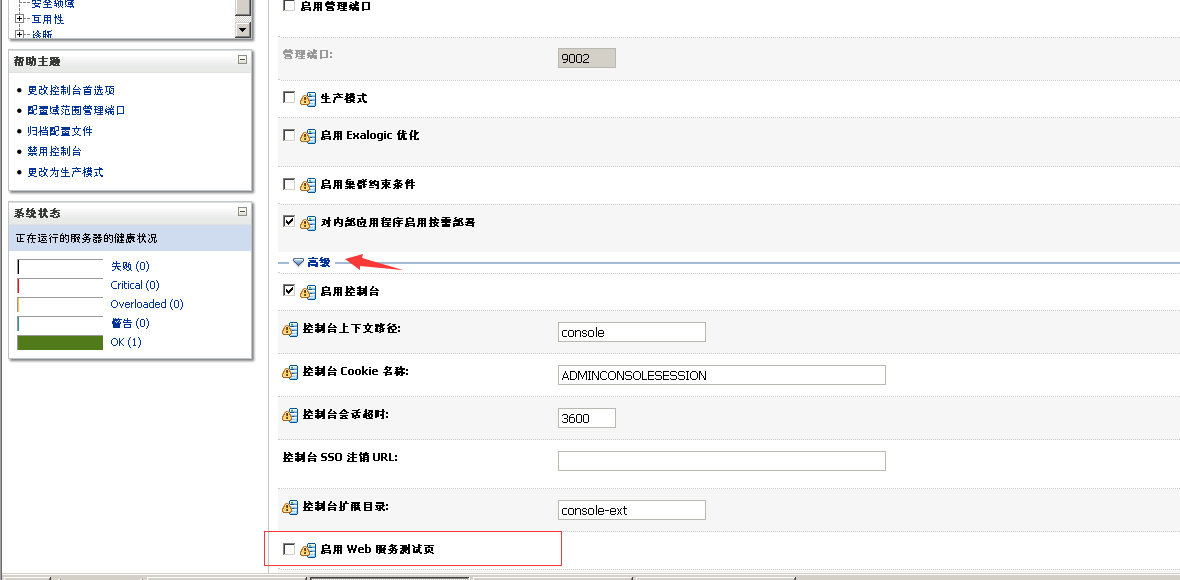 安全领域
互用性
诊断
帮助主题
更改控制台首选项
配置域范围管理端口
归档配置文件
禁用控制台
更改为生产模式
系统状态
正在运行的服务器的健康状况
失败 (0)
Critical (0)
Overloaded (0)
警告 (0)
OK (1)
启用管理端口
管理端口: 9002
生产模式
启用 Exalogic 优化
启用集群约束条件
对内部应用程序启用按需部署
高级
启用控制台
控制台上下文路径: console
控制台 Cookie 名称: ADMINCONSOLESESSION
控制台会话超时: 3600
控制台 SSO 注销 URL:
控制台扩展目录: console-ext
启用 Web 服务测试页